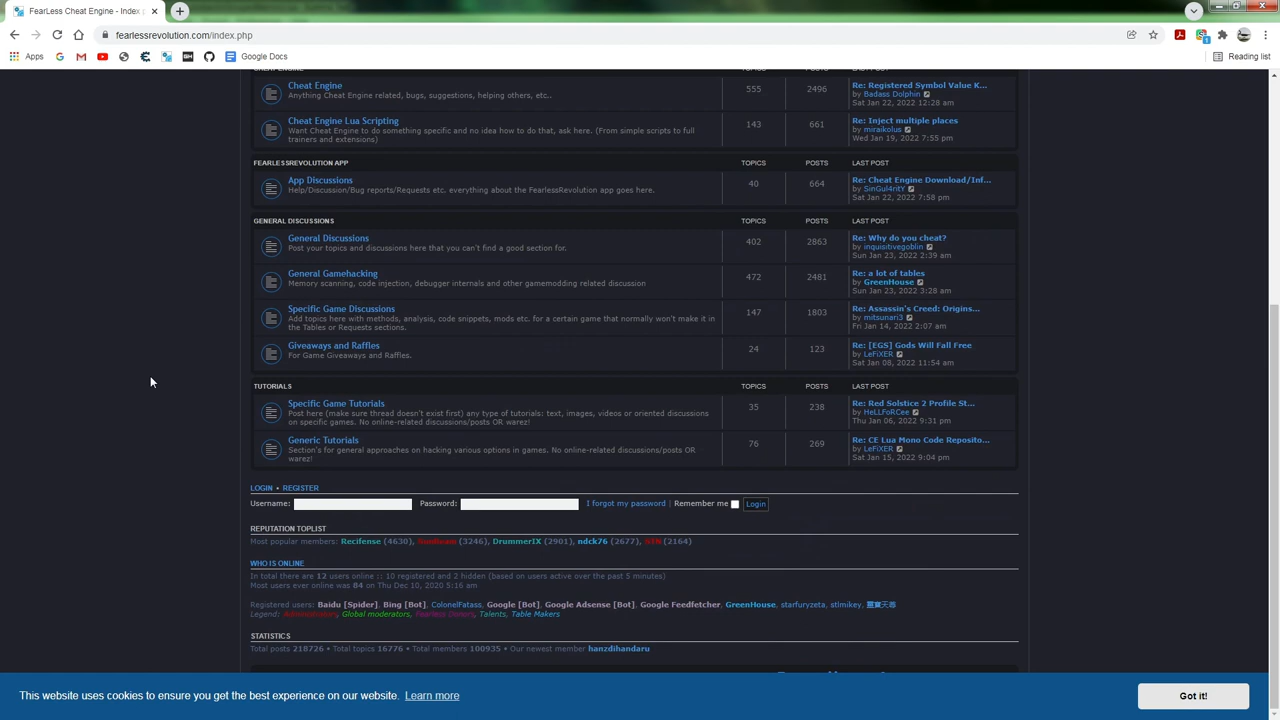 FearLess Cheat Engine - Index
fearlessrevolution.com/index.php
Apps
Google Docs
Reading list
TOPICS POSTS
Cheat Engine 555 2496 Re: Registered Symbol Value K...
Anything Cheat Engine related, bugs, suggestions, helping others, etc.. by Badass Dolphin
Sat Jan 22, 2022 12:28 am
Cheat Engine Lua Scripting 143 661 Re: Inject multiple places
Want Cheat Engine to do something specific and no idea how to do that, ask here. (From simple scripts to full by miraikolus
trainers and extensions) Wed Jan 19, 2022 7:55 pm
FEARLESSREVOLUTION APP TOPICS POSTS LAST POST
App Discussions 40 664 Re: Cheat Engine Download/Inf...
Help/Discussion/Bug reports/Requests etc. everything about the FearlessRevolution app goes here. by SinGul4ritY
Sat Jan 22, 2022 7:58 pm
GENERAL DISCUSSIONS TOPICS POSTS LAST POST
General Discussions 402 2863 Re: Why do you cheat?
Post your topics and discussions here that you can't find a good section for. by inquisitivegoblin
Sun Jan 23, 2022 2:39 am
General Gamehacking 472 2481 Re: a lot of tables
Memory scanning, code injection, debugger internals and other gamemodding related discussion by GreenHouse
Sun Jan 23, 2022 3:28 am
Specific Game Discussions 147 1803 Re: Assassin's Creed: Origins...
Add topics here with methods, analysis, code snippets, mods etc. for a certain game that normally won't make it in by mitsunari3
the Tables or Requests sections. Fri Jan 14, 2022 2:07 am
Giveaways and Raffles 24 123 Re: [EGS] Gods Will Fall Free
For Game Giveaways and Raffles. by LeFiXER
Sat Jan 08, 2022 11:54 am
TUTORIALS TOPICS POSTS LAST POST
Specific Game Tutorials 35 238 Re: Red Solstice 2 Profile St...
Post here (make sure thread doesn't exist first) any type of tutorials: text, images, videos or oriented discussions by HeLLFoRCee
on specific games. No online-related discussions/posts OR warez! Thu Jan 06, 2022 9:31 pm
Generic Tutorials 76 269 Re: CE Lua Mono Code Reposito...
Section's for general approaches on hacking various options in games. No online-related discussions/posts OR by LeFiXER
warez! Sat Jan 15, 2022 9:04 pm
LOGIN • REGISTER
Username: Password: I forgot my password | Remember me Login
REPUTATION TOPLIST
Most popular members: Recifense (4630), SunBeam (3246), DrummerIX (2901), ndck76 (2677), STN (2164)
WHO IS ONLINE
In total there are 12 users online :: 10 registered and 2 hidden (based on users active over the past 5 minutes)
Most users ever online was 84 on Thu Dec 10, 2020 5:16 am
Registered users: Baidu [Spider], Bing [Bot], ColonelFatass, Google [Bot], Google Adsense [Bot], Google Feedfetcher, GreenHouse, starfuryzeta, stlmikey, 靈寶天尊
Legend: Administrators, Global moderators, Fearless Donors, Talents, Table Makers
STATISTICS
Total posts 218726 • Total topics 16776 • Total members 100935 • Our newest member hanzdihandaru
This website uses cookies to ensure you get the best experience on our website. Learn more
Got it!